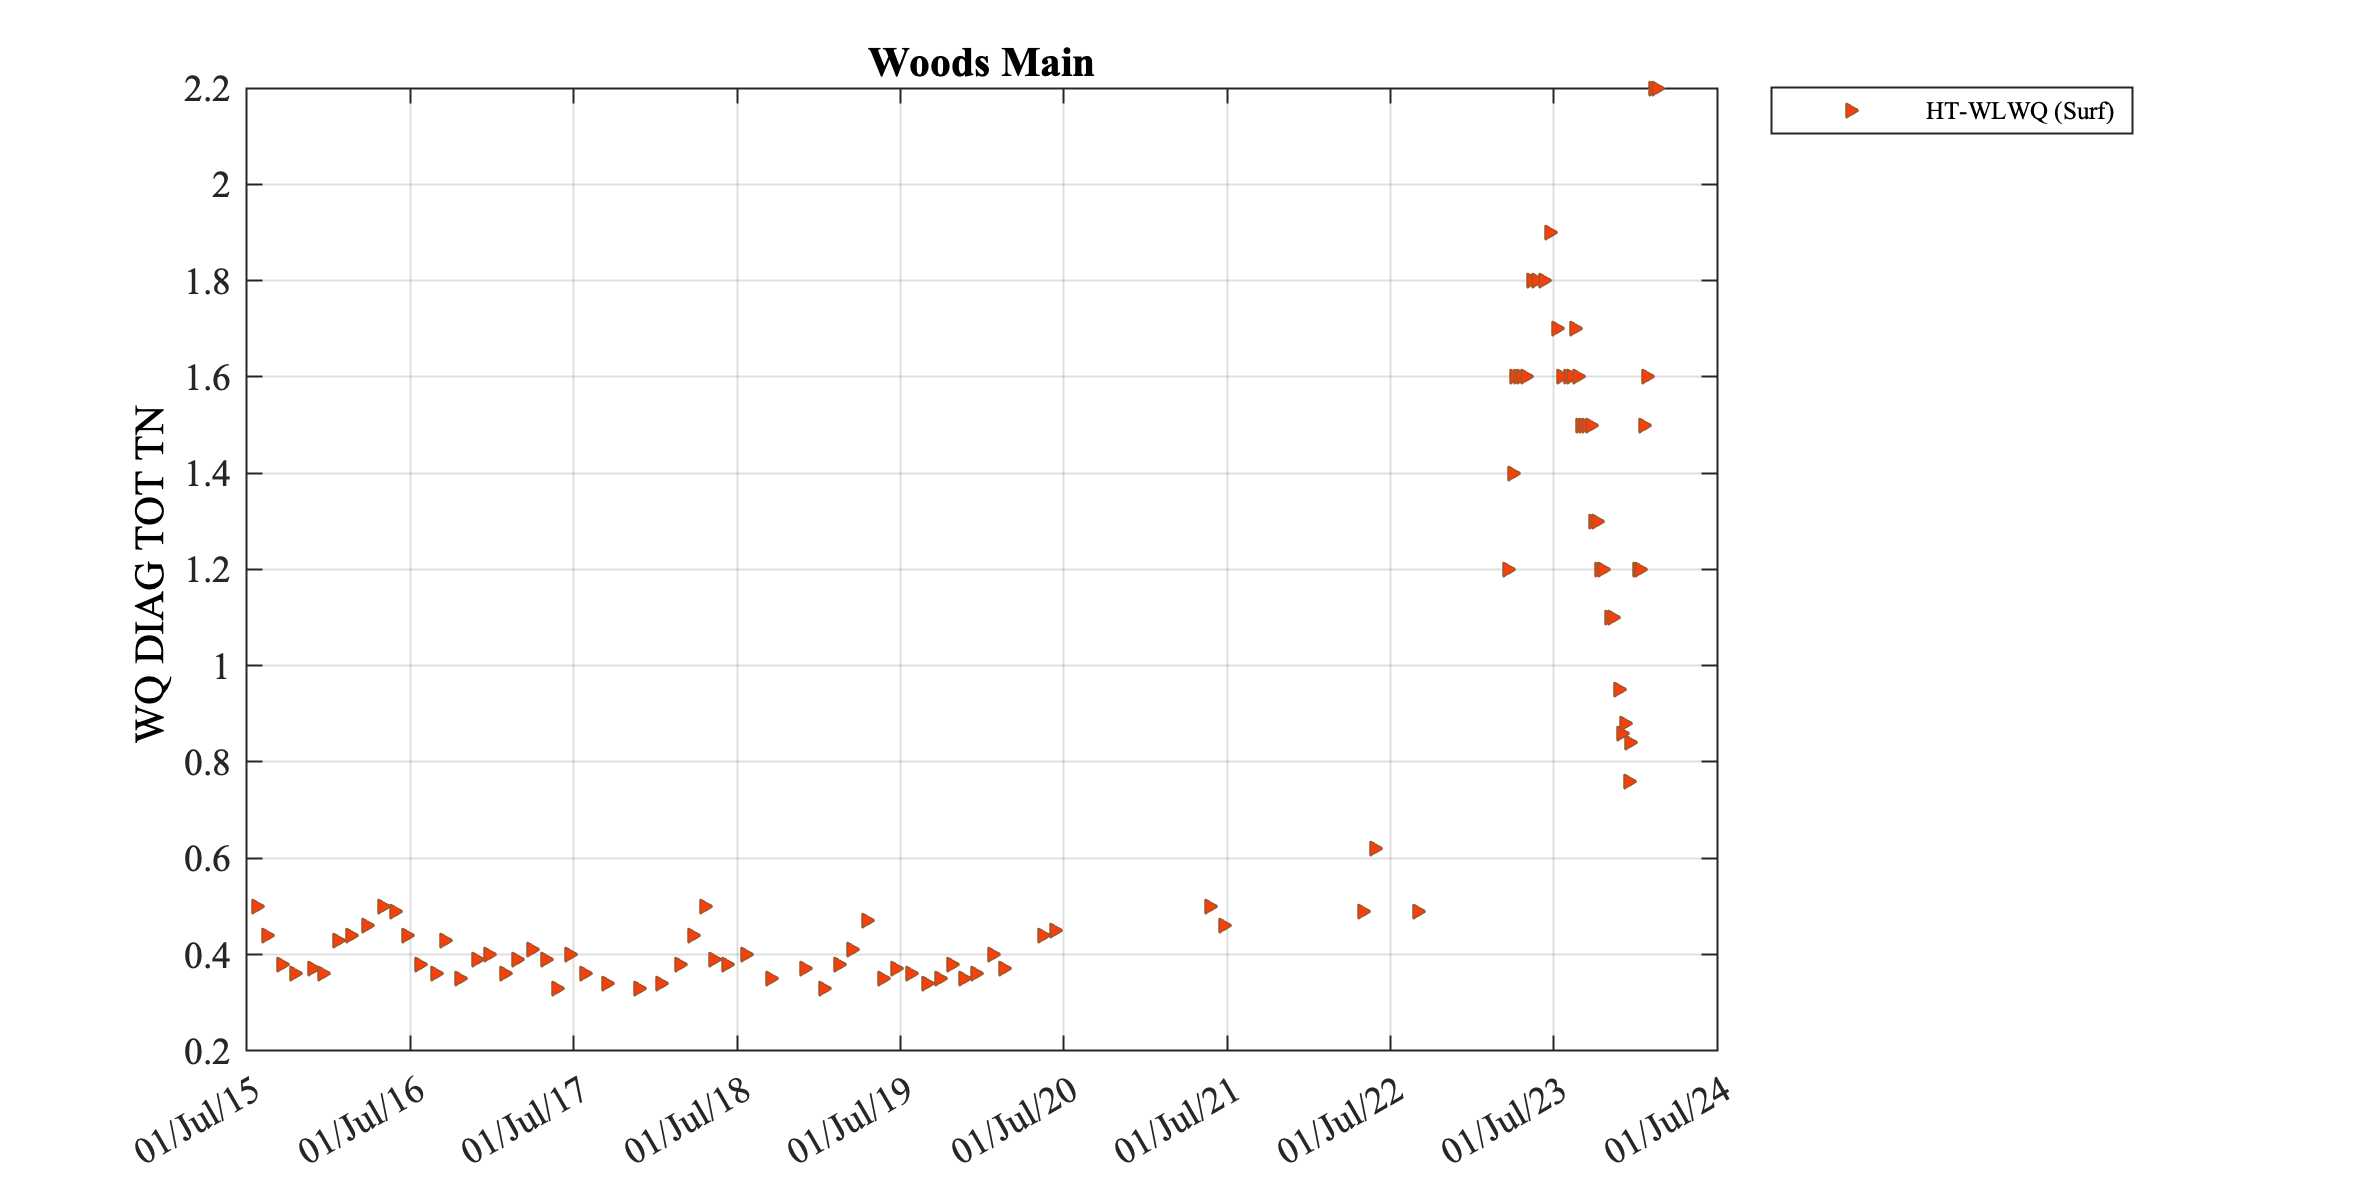 Woods Main
HT-WLWQ (Surf)
WQ DIAG TOT TN
2.2
2
1.8
1.6
1.4
1.2
1
0.8
0.6
0.4
0.2
01/Jul/15
01/Jul/16
01/Jul/17
01/Jul/18
01/Jul/19
01/Jul/20
01/Jul/21
01/Jul/22
01/Jul/23
01/Jul/24